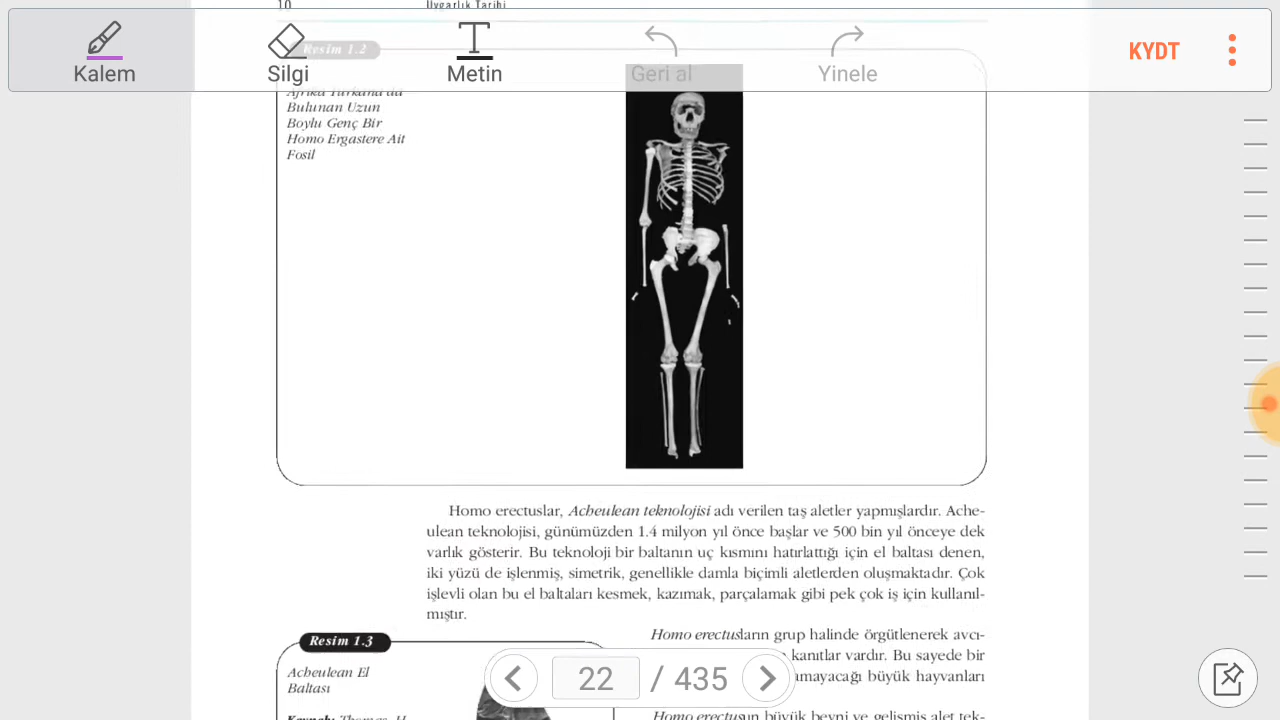 10 Uygarlık Tarihi
Kalem
Silgi
Metin
Geri al
Yinele
KYDT
Resim 1.2
Afrika Turkana'da
Bulunan Uzun
Boylu Genç Bir
Homo Ergastere Ait
Fosil
Homo erectuslar, Acheulean teknolojisi adı verilen taş aletler yapmışlardır. Ache-
ulean teknolojisi, günümüzden 1.4 milyon yıl önce başlar ve 500 bin yıl önceye dek
varlık gösterir. Bu teknoloji bir baltanın uç kısmını hatırlattığı için el baltası denen,
iki yüzü de işlenmiş, simetrik, genellikle damla biçimli aletlerden oluşmaktadır. Çok
işlevli olan bu el baltaları kesmek, kazımak, parçalamak gibi pek çok iş için kullanıl-
mıştır.
Resim 1.3
Acheulean El
Baltası
Kaynak: Thomas, H.
Homo erectusların grup halinde örgütlenerek avcı-
kanıtlar vardır. Bu sayede bir
büyük hayvanları
Homo erectusun büyük beyni ve gelişmiş alet tek-
22 / 435